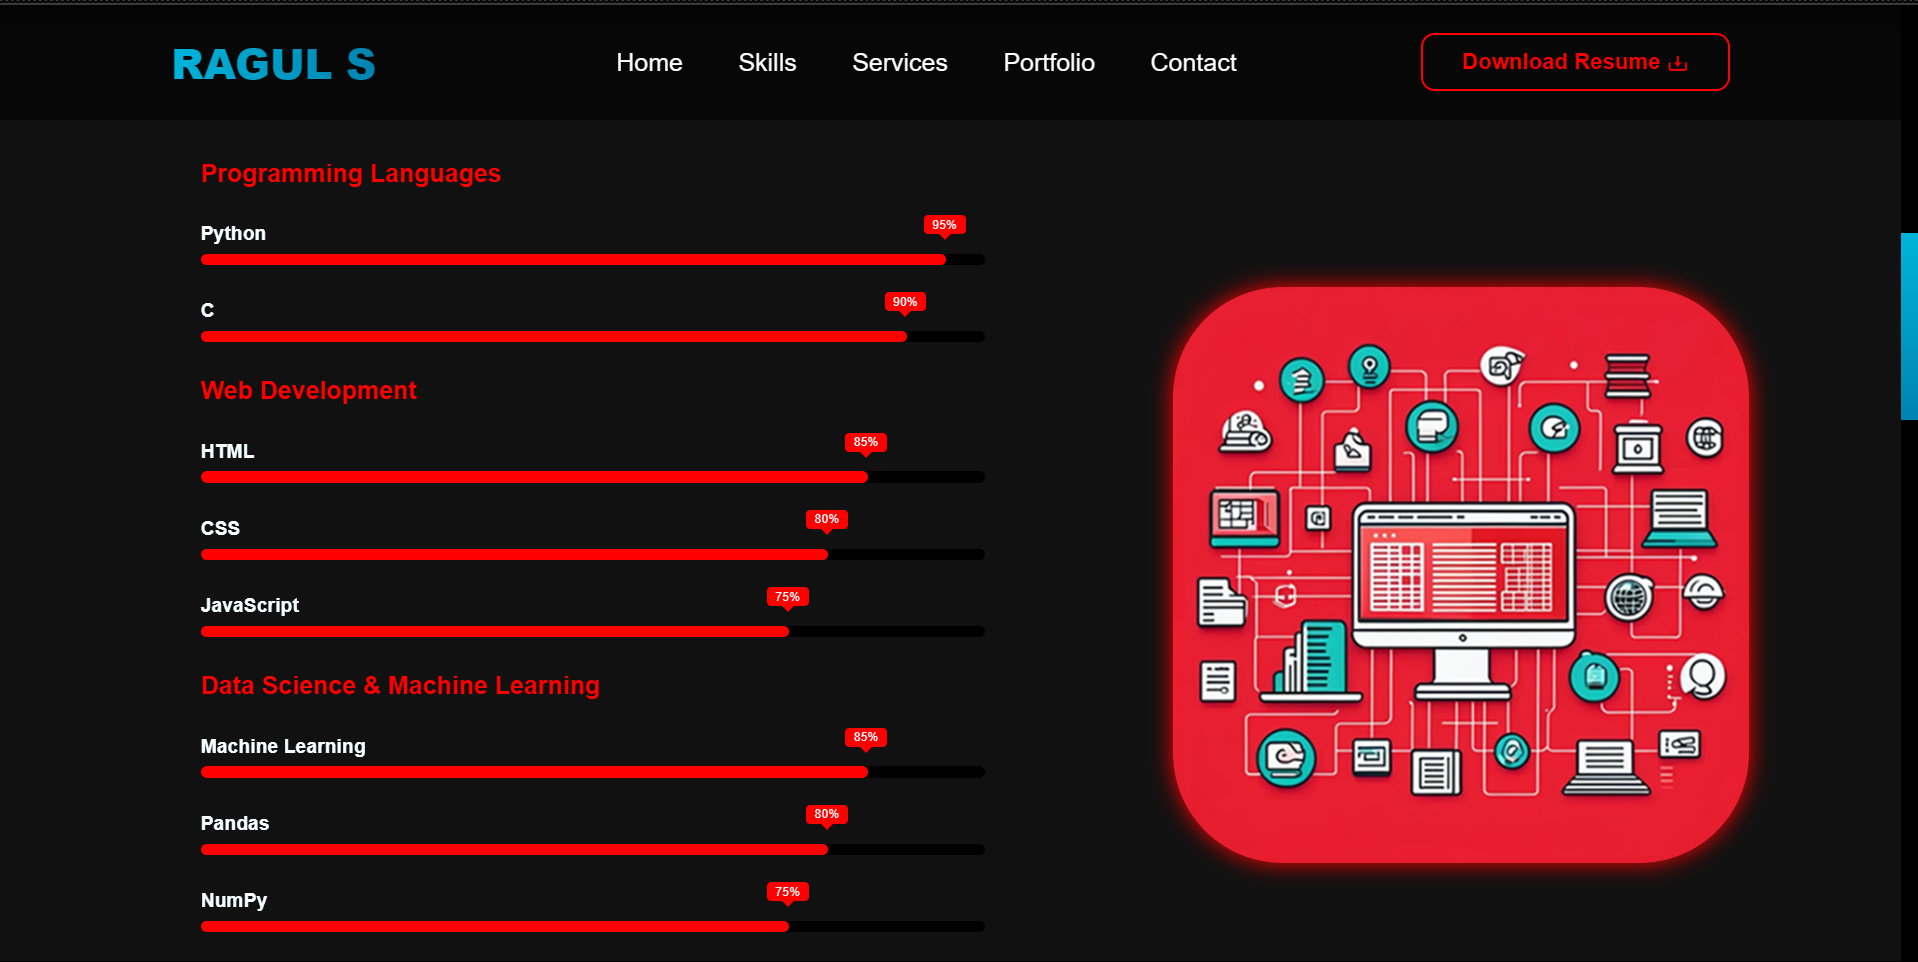 RAGUL S
Home Skills Services Portfolio Contact
Download Resume
Programming Languages
95%
Python
90%
C
Web Development
85%
HTML
80%
CSS
75%
JavaScript
Data Science & Machine Learning
85%
Machine Learning
80%
Pandas
75%
NumPy